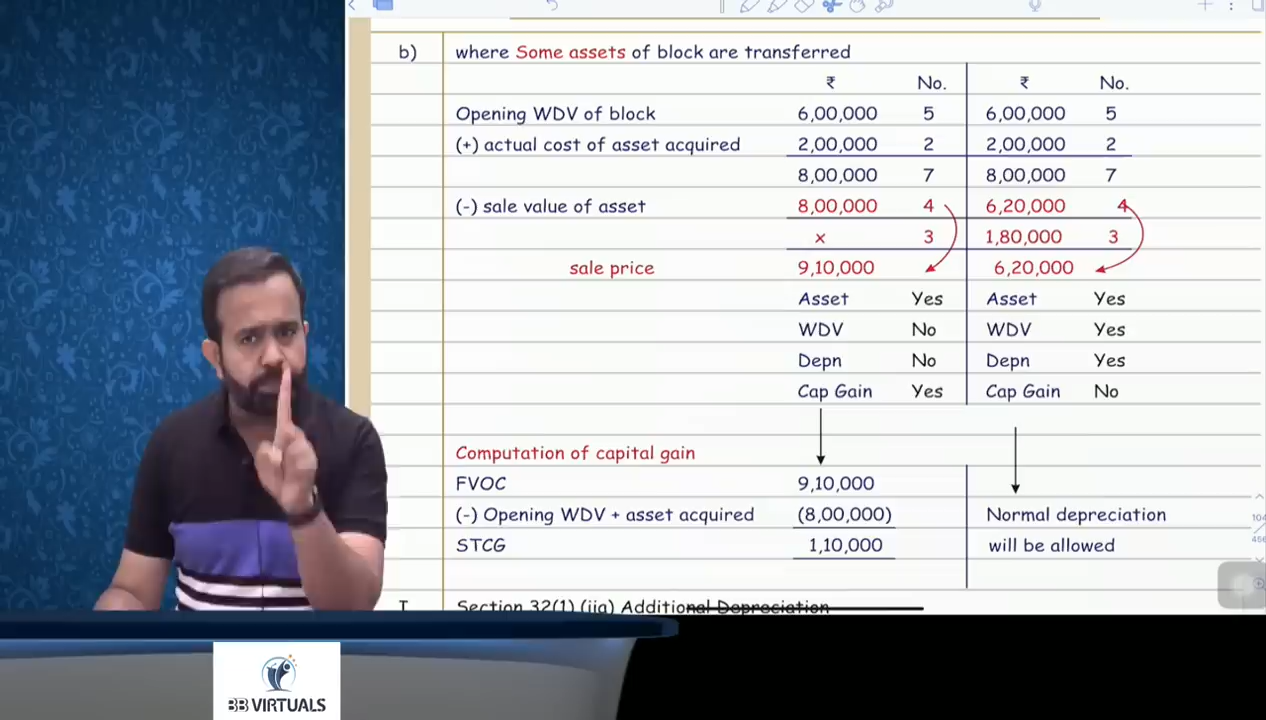 b) where Some assets of block are transferred
₹ No. ₹ No.
Opening WDV of block 6,00,000 5 6,00,000 5
(+) actual cost of asset acquired 2,00,000 2 2,00,000 2
8,00,000 7 8,00,000 7
(-) sale value of asset 8,00,000 4 6,20,000 4
x 3 1,80,000 3
sale price 9,10,000 6,20,000
Asset Yes Asset Yes
WDV No WDV Yes
Depn No Depn Yes
Cap Gain Yes Cap Gain No
Computation of capital gain
FVOC 9,10,000
(-) Opening WDV + asset acquired (8,00,000) Normal depreciation
STCG 1,10,000 will be allowed
I Section 32(1) (iia) Additional Depreciation
BB VIRTUALS